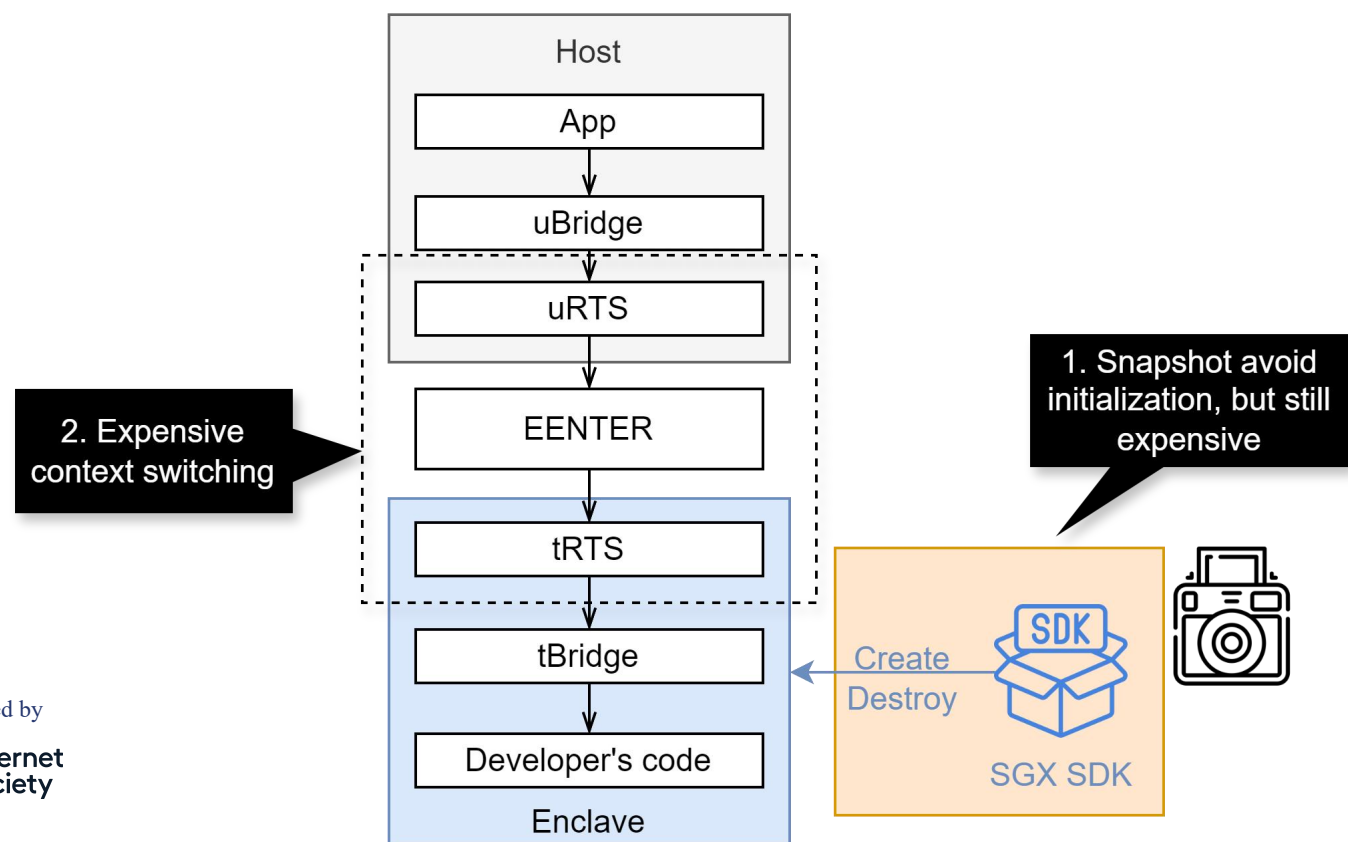 Host
App
uBridge
uRTS
EENTER
tRTS
tBridge
Developer's code
Enclave
2. Expensive
context switching
1. Snapshot avoid
initialization, but still
expensive
Create
Destroy
SDK
SGX SDK
ed by
ernet
ciety